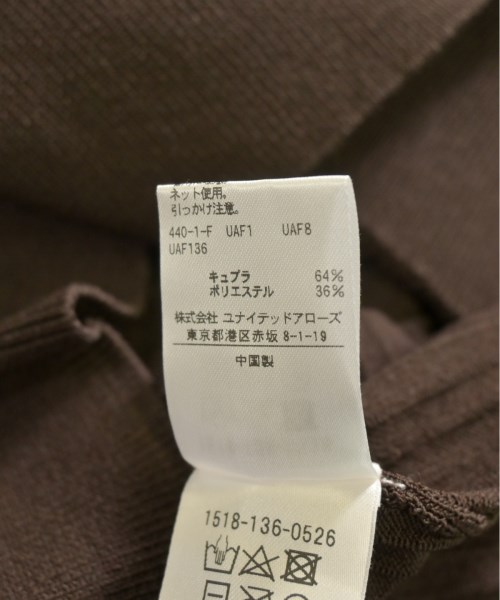 ネット使用。
引っかけ注意。
440-1-F UAF1 UAF8
UAF136
キュプラ 64%
ポリエステル 36%
株式会社 ユナイテッドアローズ
東京都港区赤坂 8-1-19
中国製
1518-136-0526